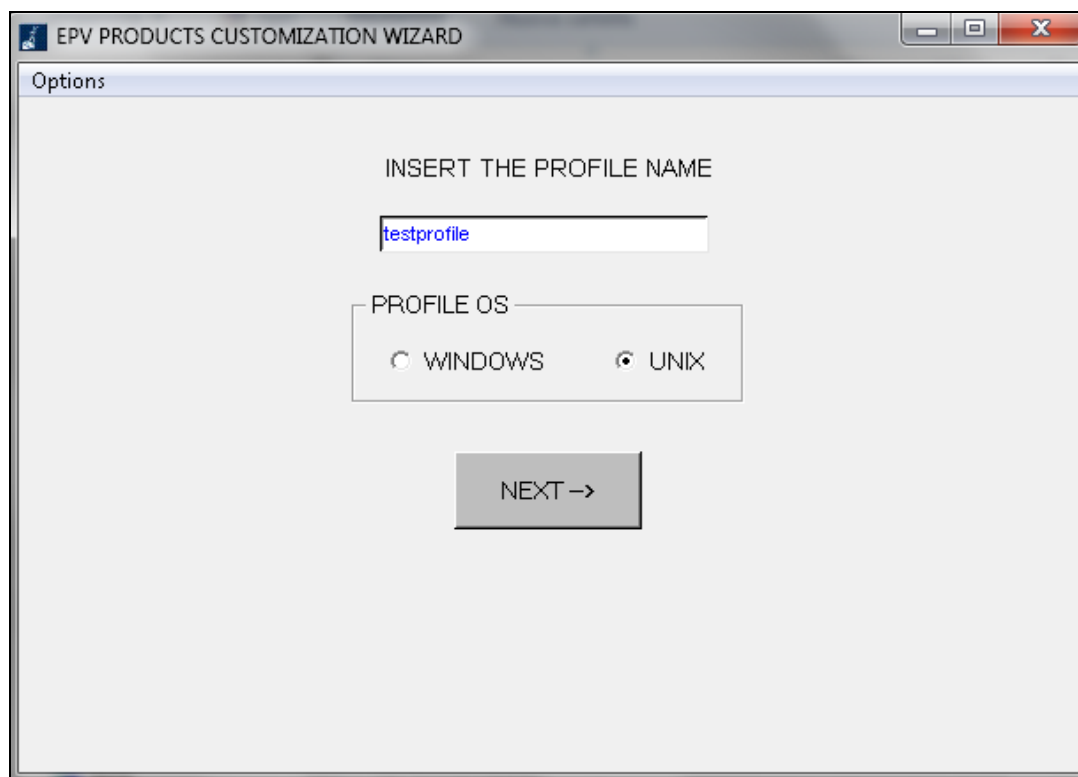 EPV PRODUCTS CUSTOMIZATION WIZARD
Options
INSERT THE PROFILE NAME
testprofile
PROFILE OS
WINDOWS UNIX
NEXT -->